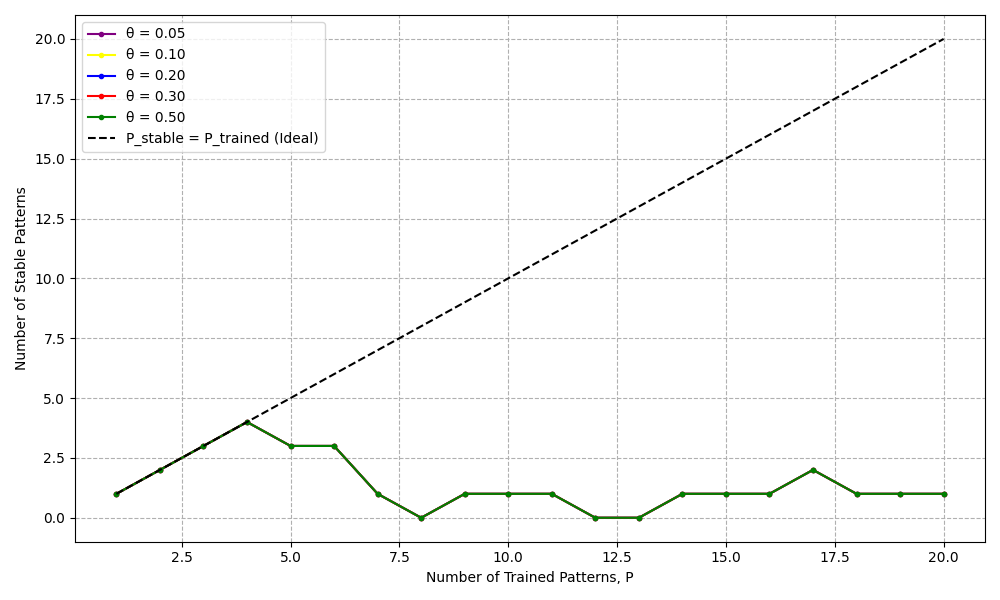 θ = 0.05
θ = 0.10
θ = 0.20
θ = 0.30
θ = 0.50
P_stable = P_trained (Ideal)
20.0
17.5
15.0
12.5
10.0
7.5
5.0
2.5
0.0
Number of Stable Patterns
2.5 5.0 7.5 10.0 12.5 15.0 17.5 20.0
Number of Trained Patterns, P